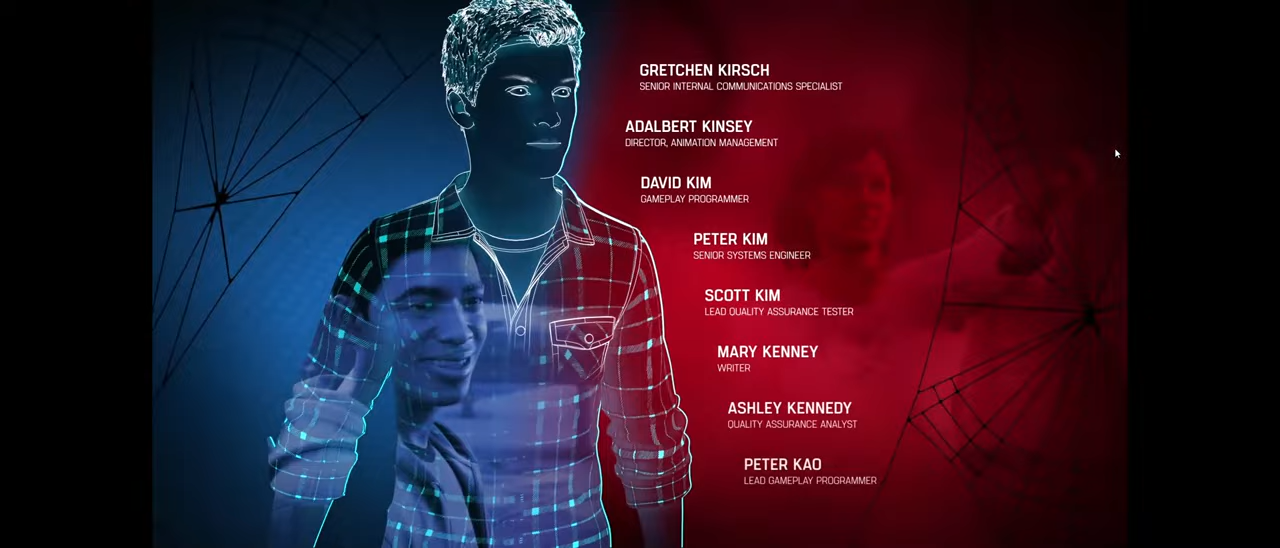 GRETCHEN KIRSCH
SENIOR INTERNAL COMMUNICATIONS SPECIALIST
ADALBERT KINSEY
DIRECTOR, ANIMATION MANAGEMENT
DAVID KIM
GAMEPLAY PROGRAMMER
PETER KIM
SENIOR SYSTEMS ENGINEER
SCOTT KIM
LEAD QUALITY ASSURANCE TESTER
MARY KENNEY
WRITER
ASHLEY KENNEDY
QUALITY ASSURANCE ANALYST
PETER KAO
LEAD GAMEPLAY PROGRAMMER